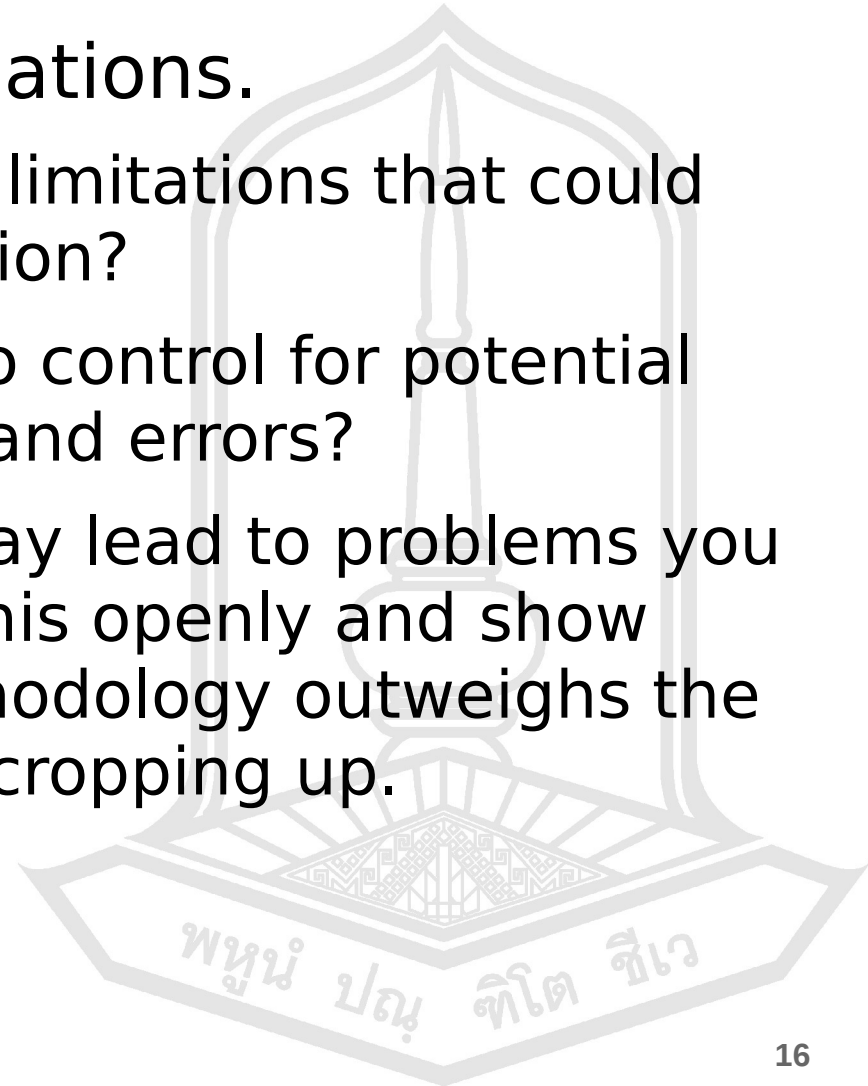 ations.
limitations that could
ion?
o control for potential
and errors?
ay lead to problems you
his openly and show
hodology outweighs the
cropping up.
พหูนํ ปณฺฑิโต ชีเว
16